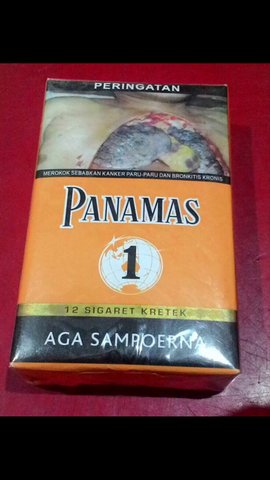 PERINGATAN
MEROKOK SEBABKAN KANKER PARU-PARU DAN BRONKITIS KRONIS
PANAMAS
1
12 SIGARET KRETEK
AGA SAMPOERNA